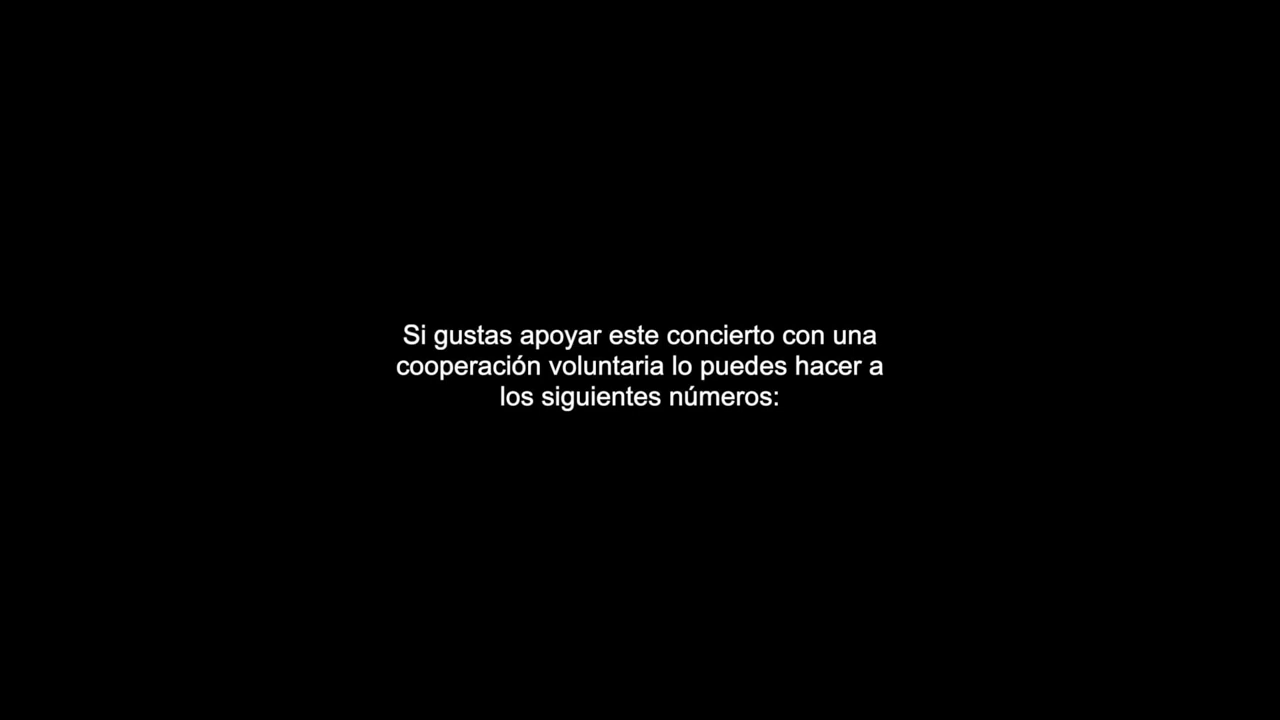 Si gustas apoyar este concierto con una
cooperación voluntaria lo puedes hacer a
los siguientes números: